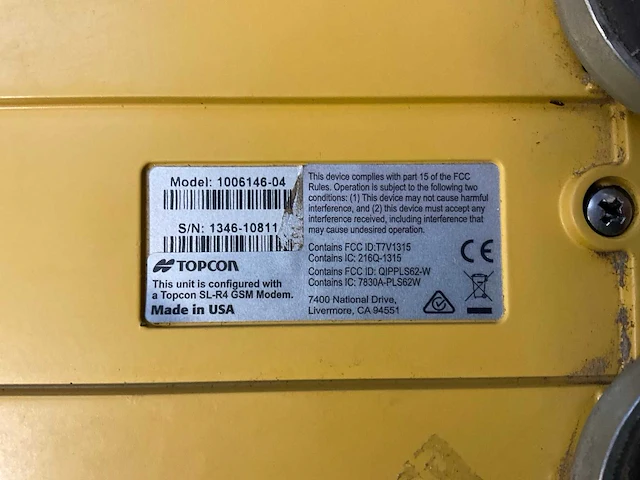 Model: 1006146-04
S/N: 1346-10811
TOPCON
This unit is configured with
a Topcon SL-R4 GSM Modem.
Made in USA
This device complies with part 15 of the FCC
Rules. Operation is subject to the following two
conditions: (1) This device may not cause harmful
interference, and (2) this device must accept any
interference received, including interference that
may cause undesired operation.
Contains FCC ID:T7V1315
Contains IC: 216Q-1315
Contains FCC ID: QIPPLS62-W
Contains IC: 7830A-PLS62W
7400 National Drive,
Livermore, CA 94551
CE